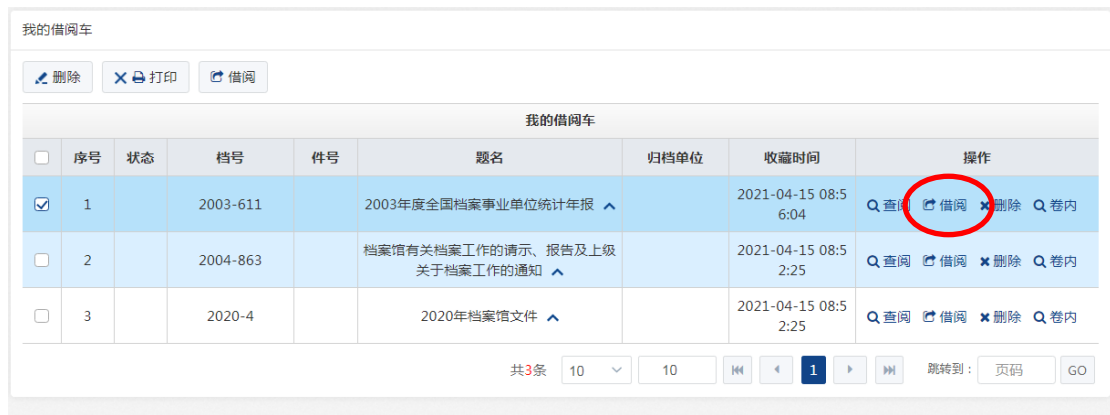 我的借阅车
删除 打印 借阅
我的借阅车
序号 状态 档号 件号 题名 归档单位 收藏时间 操作
1 2003-611 2003年度全国档案事业单位统计年报 2021-04-15 08:5
6:04 查阅 借阅 删除 卷内
2 2004-863 档案馆有关档案工作的请示、报告及上级
关于档案工作的通知 2021-04-15 08:5
2:25 查阅 借阅 删除 卷内
3 2020-4 2020年档案馆文件 2021-04-15 08:5
2:25 查阅 借阅 删除 卷内
共3条 10 10 1 跳转到： 页码 GO